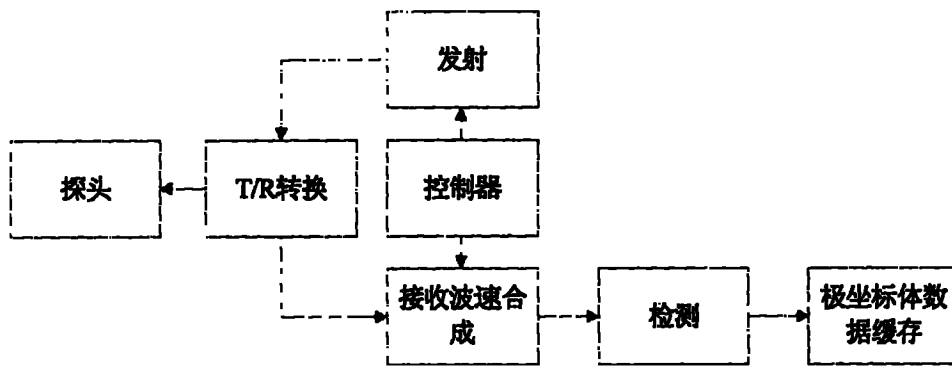 发射
探头
T/R转换
控制器
接收波速合
成
检测
极坐标体数
据缓存